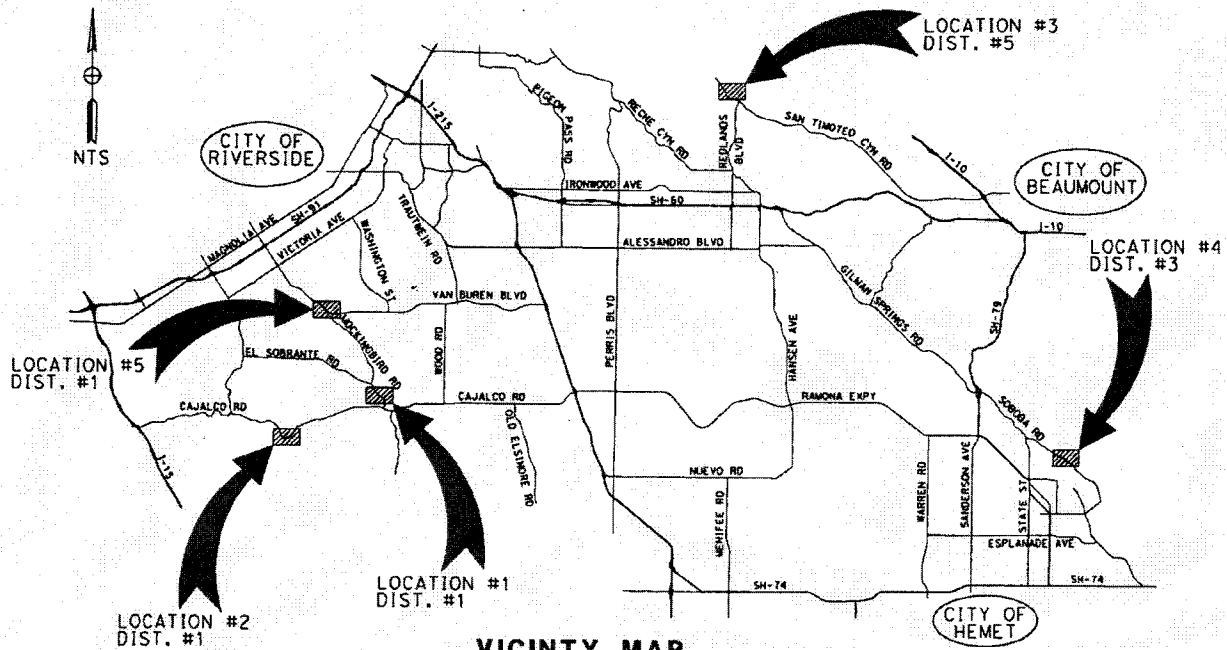 LOCATION #3
DIST. #5
NTS
CITY OF
RIVERSIDE
I-215
PIGEON
PASS RD
RECHE CYN RD
REDLANDS
BLVD
SAN TIMOTEO CYN RD
I-10
CITY OF
BEAUMOUNT
IRONWOOD AVE
SH-60
I-10
MAGNOLIA AVE
SH-91
VICTORIA AVE
WASHINGTON ST
TRAUTWEIN RD
ALESSANDRO BLVD
GILMAN SPRINGS RD
SH-79
LOCATION #4
DIST. #3
VAN BUREN BLVD
PERRIS BLVD
HANSEN AVE
LOCATION #5
DIST. #1
MOCKINGBIRD RD
EL SOBRANTE RD
WOOD RD
CAJALCO RD
CAJALCO RD
OLD ELSINORE RD
RAMONA EXPY
SOBODA RD
I-15
NUEVO RD
MENIFEE RD
WARREN RD
SANDERSON AVE
STATE ST
ESPLANADE AVE
LOCATION #1
DIST. #1
LOCATION #2
DIST. #1
SH-74
SH-74
CITY OF
HEMET
VICINTY MAP